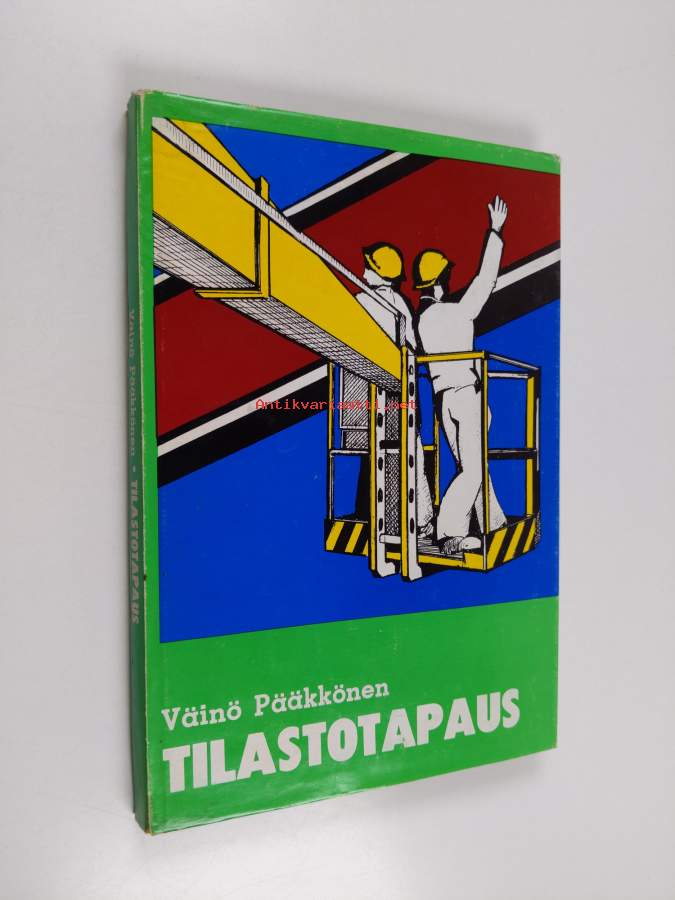 Väinö Pääkkönen
TILASTOTAPAUS
Väinö Pääkkönen • TILASTOTAPAUS
Antikvariaatti.net